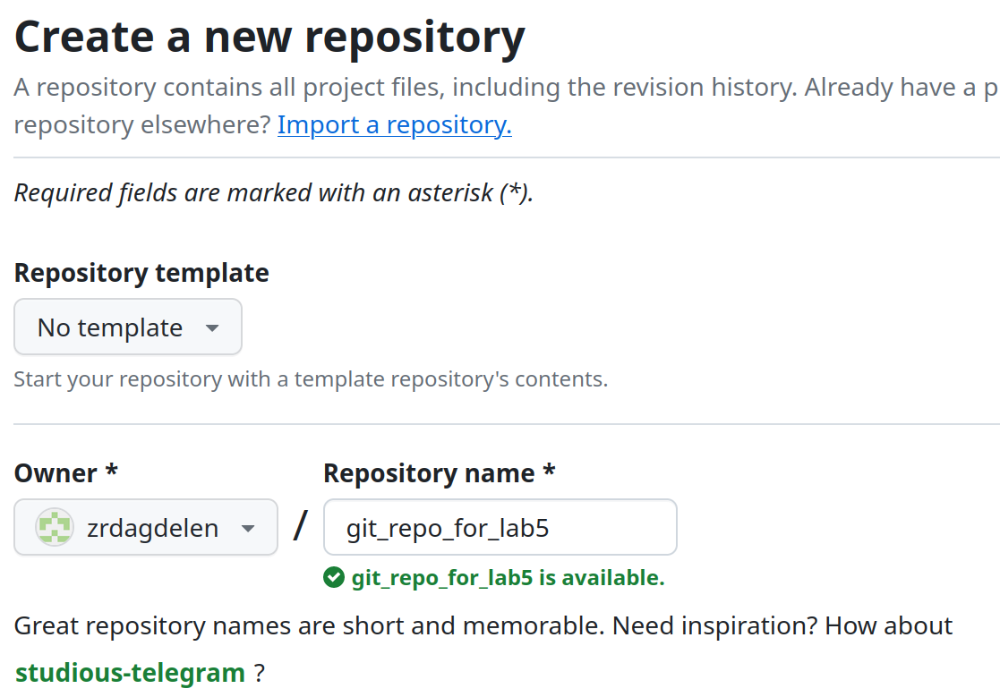 Create a new repository
A repository contains all project files, including the revision history. Already have a p
repository elsewhere? Import a repository.
Required fields are marked with an asterisk (*).
Repository template
No template
Start your repository with a template repository's contents.
Owner *
Repository name *
zrdagdelen / git_repo_for_lab5
git_repo_for_lab5 is available.
Great repository names are short and memorable. Need inspiration? How about
studious-telegram ?